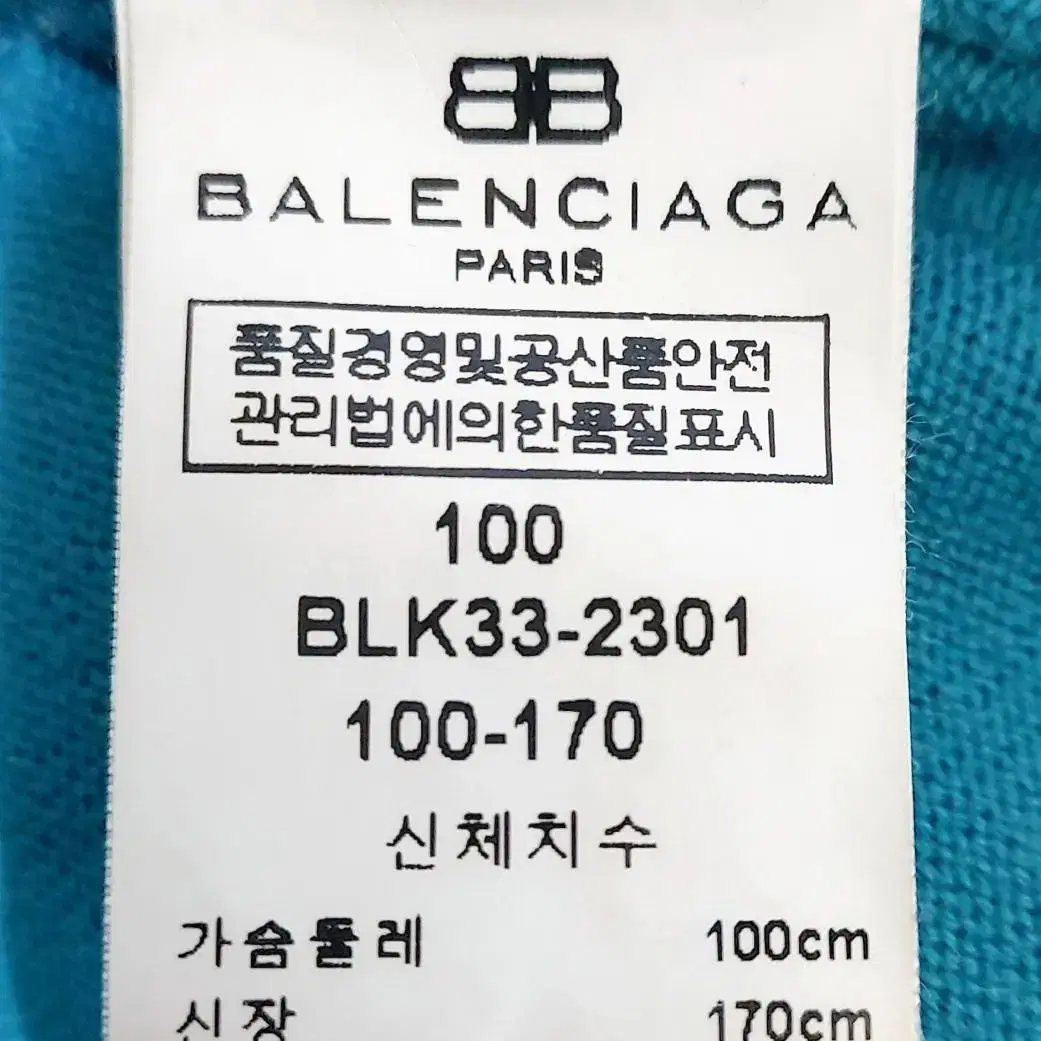 BB
BALENCIAGA
PARIS
품질경영및공산품안전
관리법에의한품질표시
100
BLK33-2301
100-170
신체치수
가슴둘레 100cm
신장 170cm